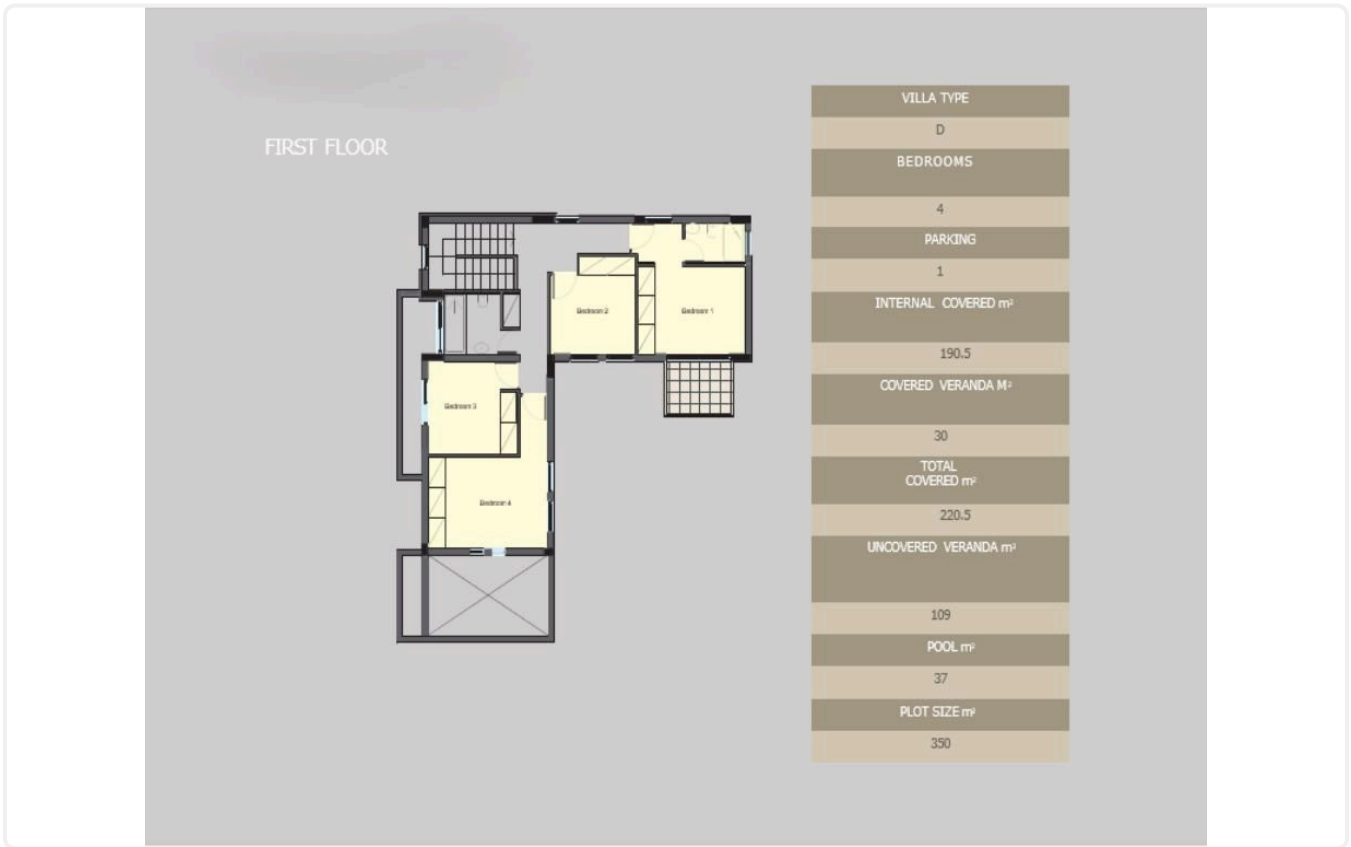 FIRST FLOOR
Bedroom 2
Bedroom 1
Bedroom 3
Bedroom 4
VILLA TYPE
D
BEDROOMS
4
PARKING
1
INTERNAL COVERED m²
190.5
COVERED VERANDA M²
30
TOTAL
COVERED m²
220.5
UNCOVERED VERANDA m²
109
POOL m²
37
PLOT SIZE m²
350